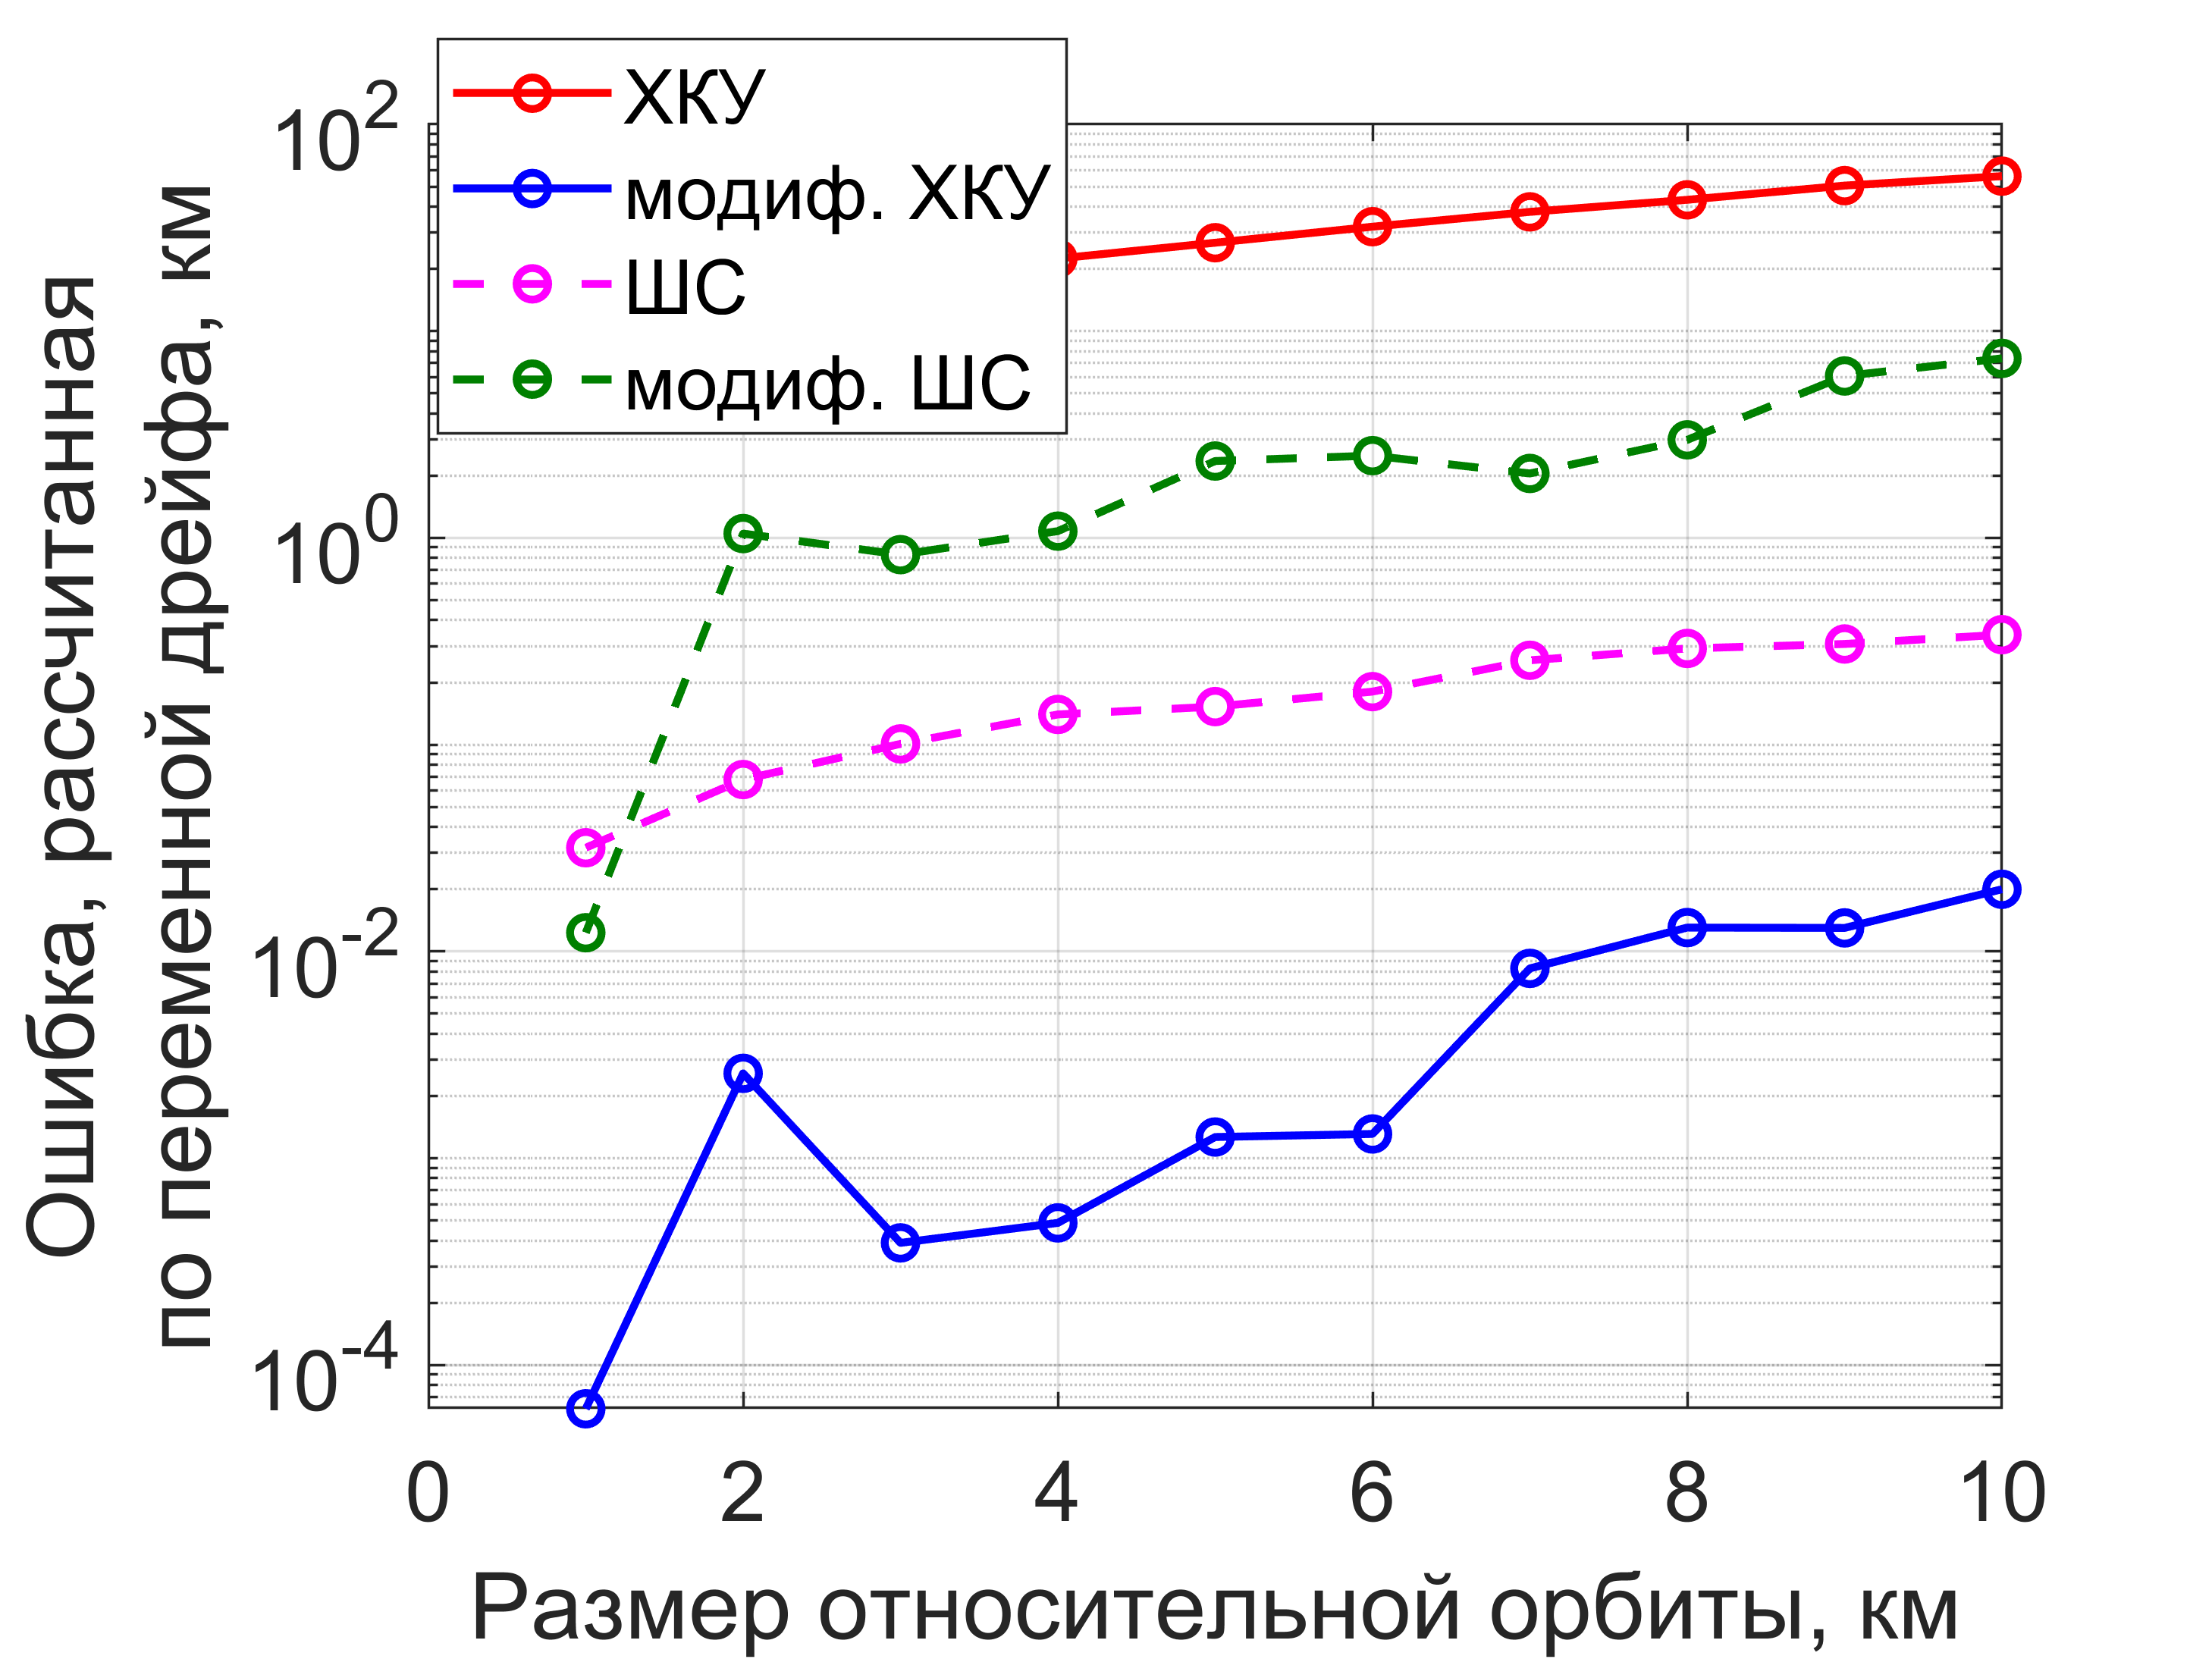 ХКУ
модиф. ХКУ
ШС
модиф. ШС
Ошибка, рассчитанная
по переменной дрейфа, км
10^2
10^0
10^-2
10^-4
0 2 4 6 8 10
Размер относительной орбиты, км